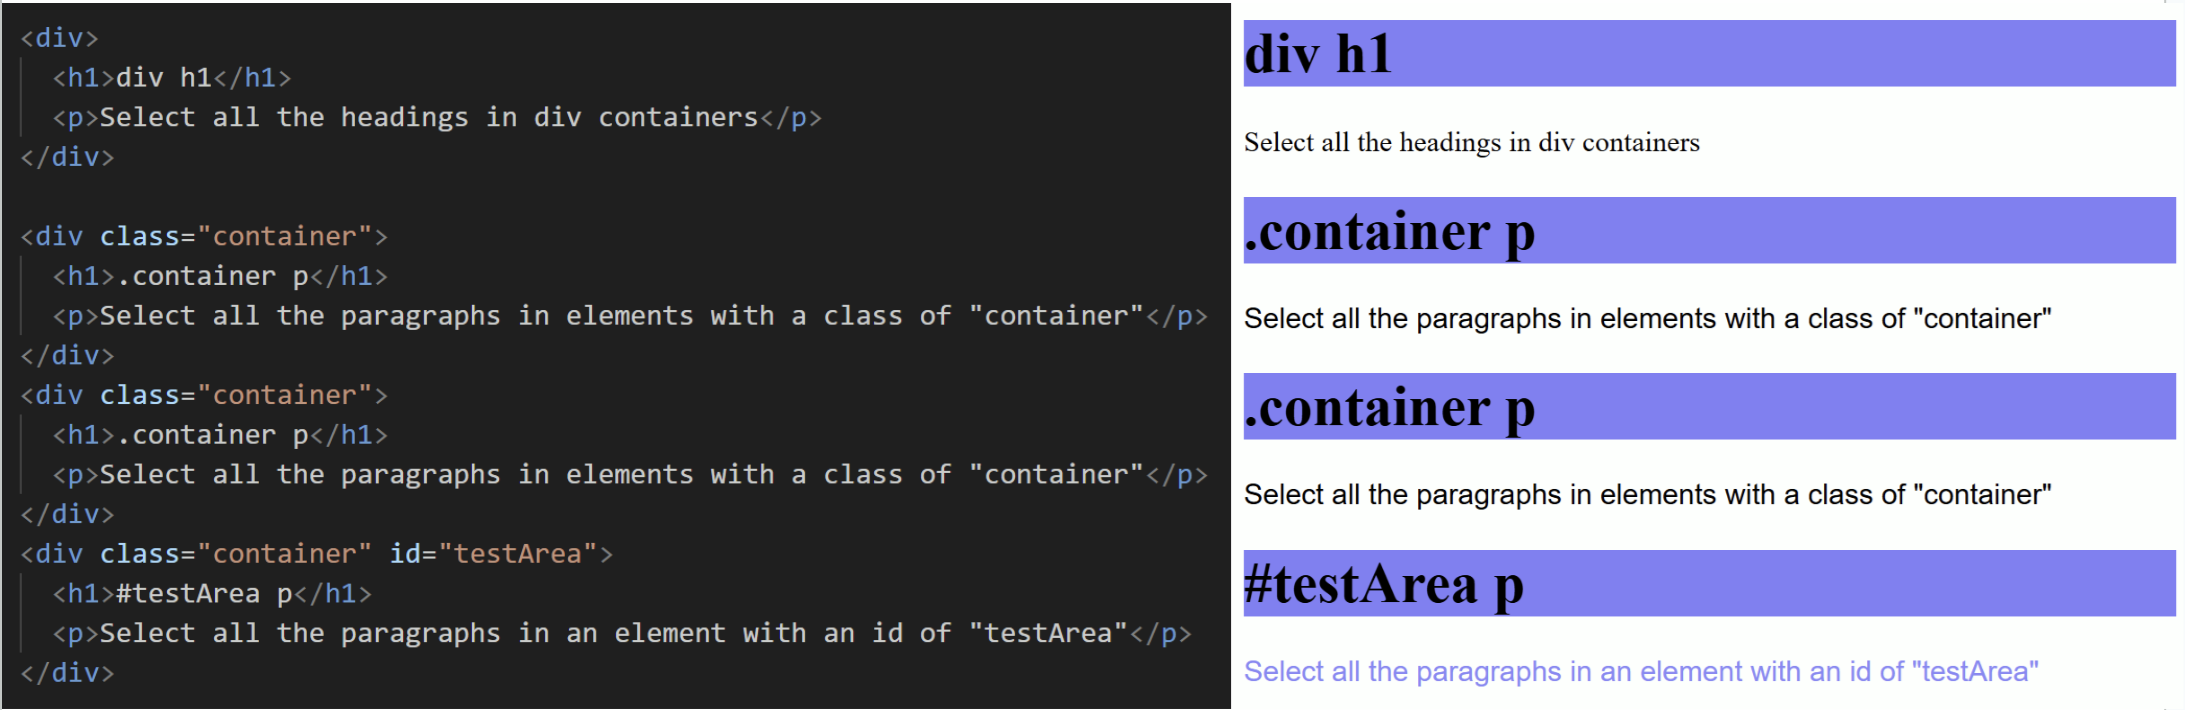 <div>
<h1>div h1</h1>
<p>Select all the headings in div containers</p>
</div>
<div class="container">
<h1>.container p</h1>
<p>Select all the paragraphs in elements with a class of "container"</p>
</div>
<div class="container">
<h1>.container p</h1>
<p>Select all the paragraphs in elements with a class of "container"</p>
</div>
<div class="container" id="testArea">
<h1>#testArea p</h1>
<p>Select all the paragraphs in an element with an id of "testArea"</p>
</div>
div h1
Select all the headings in div containers
.container p
Select all the paragraphs in elements with a class of "container"
.container p
Select all the paragraphs in elements with a class of "container"
#testArea p
Select all the paragraphs in an element with an id of "testArea"